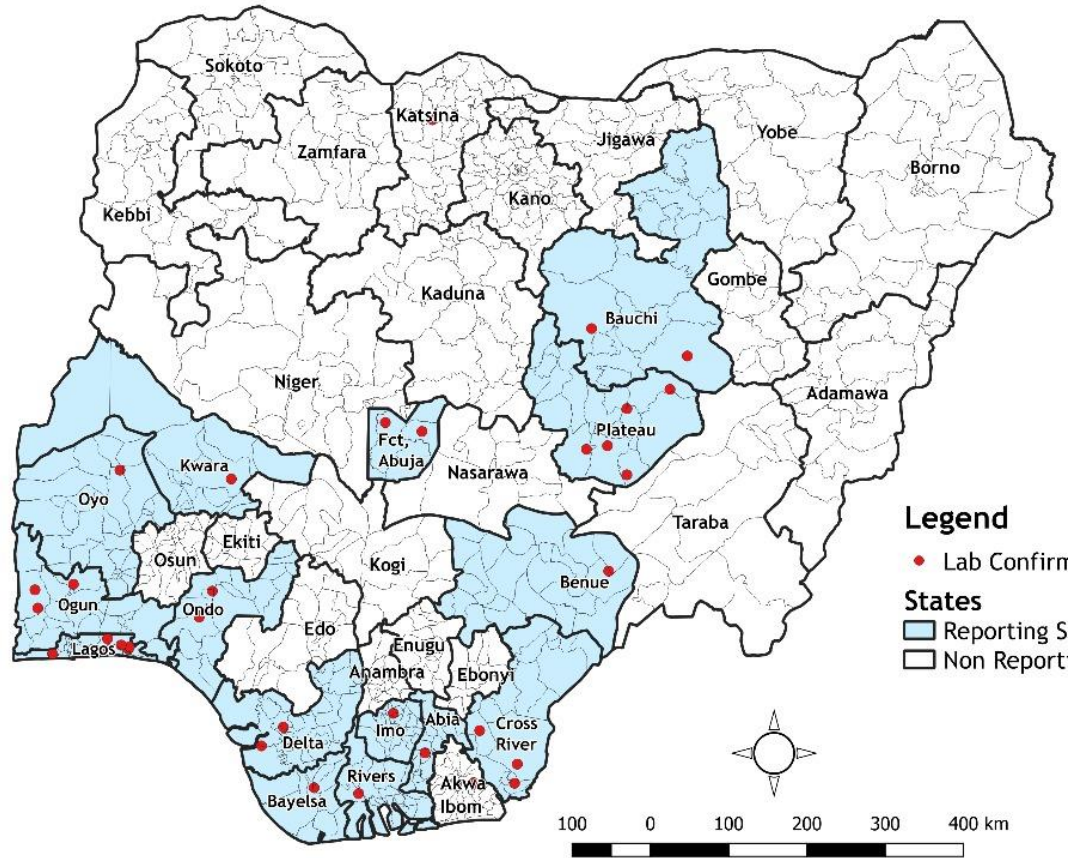 Sokoto
Katsina
Zamfara
Jigawa
Yobe
Borno
Kano
Kebbi
Kaduna
Gombe
Bauchi
Niger
Adamawa
Plateau
Fct,
Abuja
Nasarawa
Kwara
Oyo
Taraba
Ekiti
Osun
Kogi
Benue
Ogun
Ondo
Edo
Enugu
Lagos
Anambra
Ebonyi
Abia
Cross
River
Imo
Delta
Rivers
Akwa
Ibom
Bayelsa
Legend
Lab Confirm
States
Reporting S
Non Reporti
100 0 100 200 300 400 km